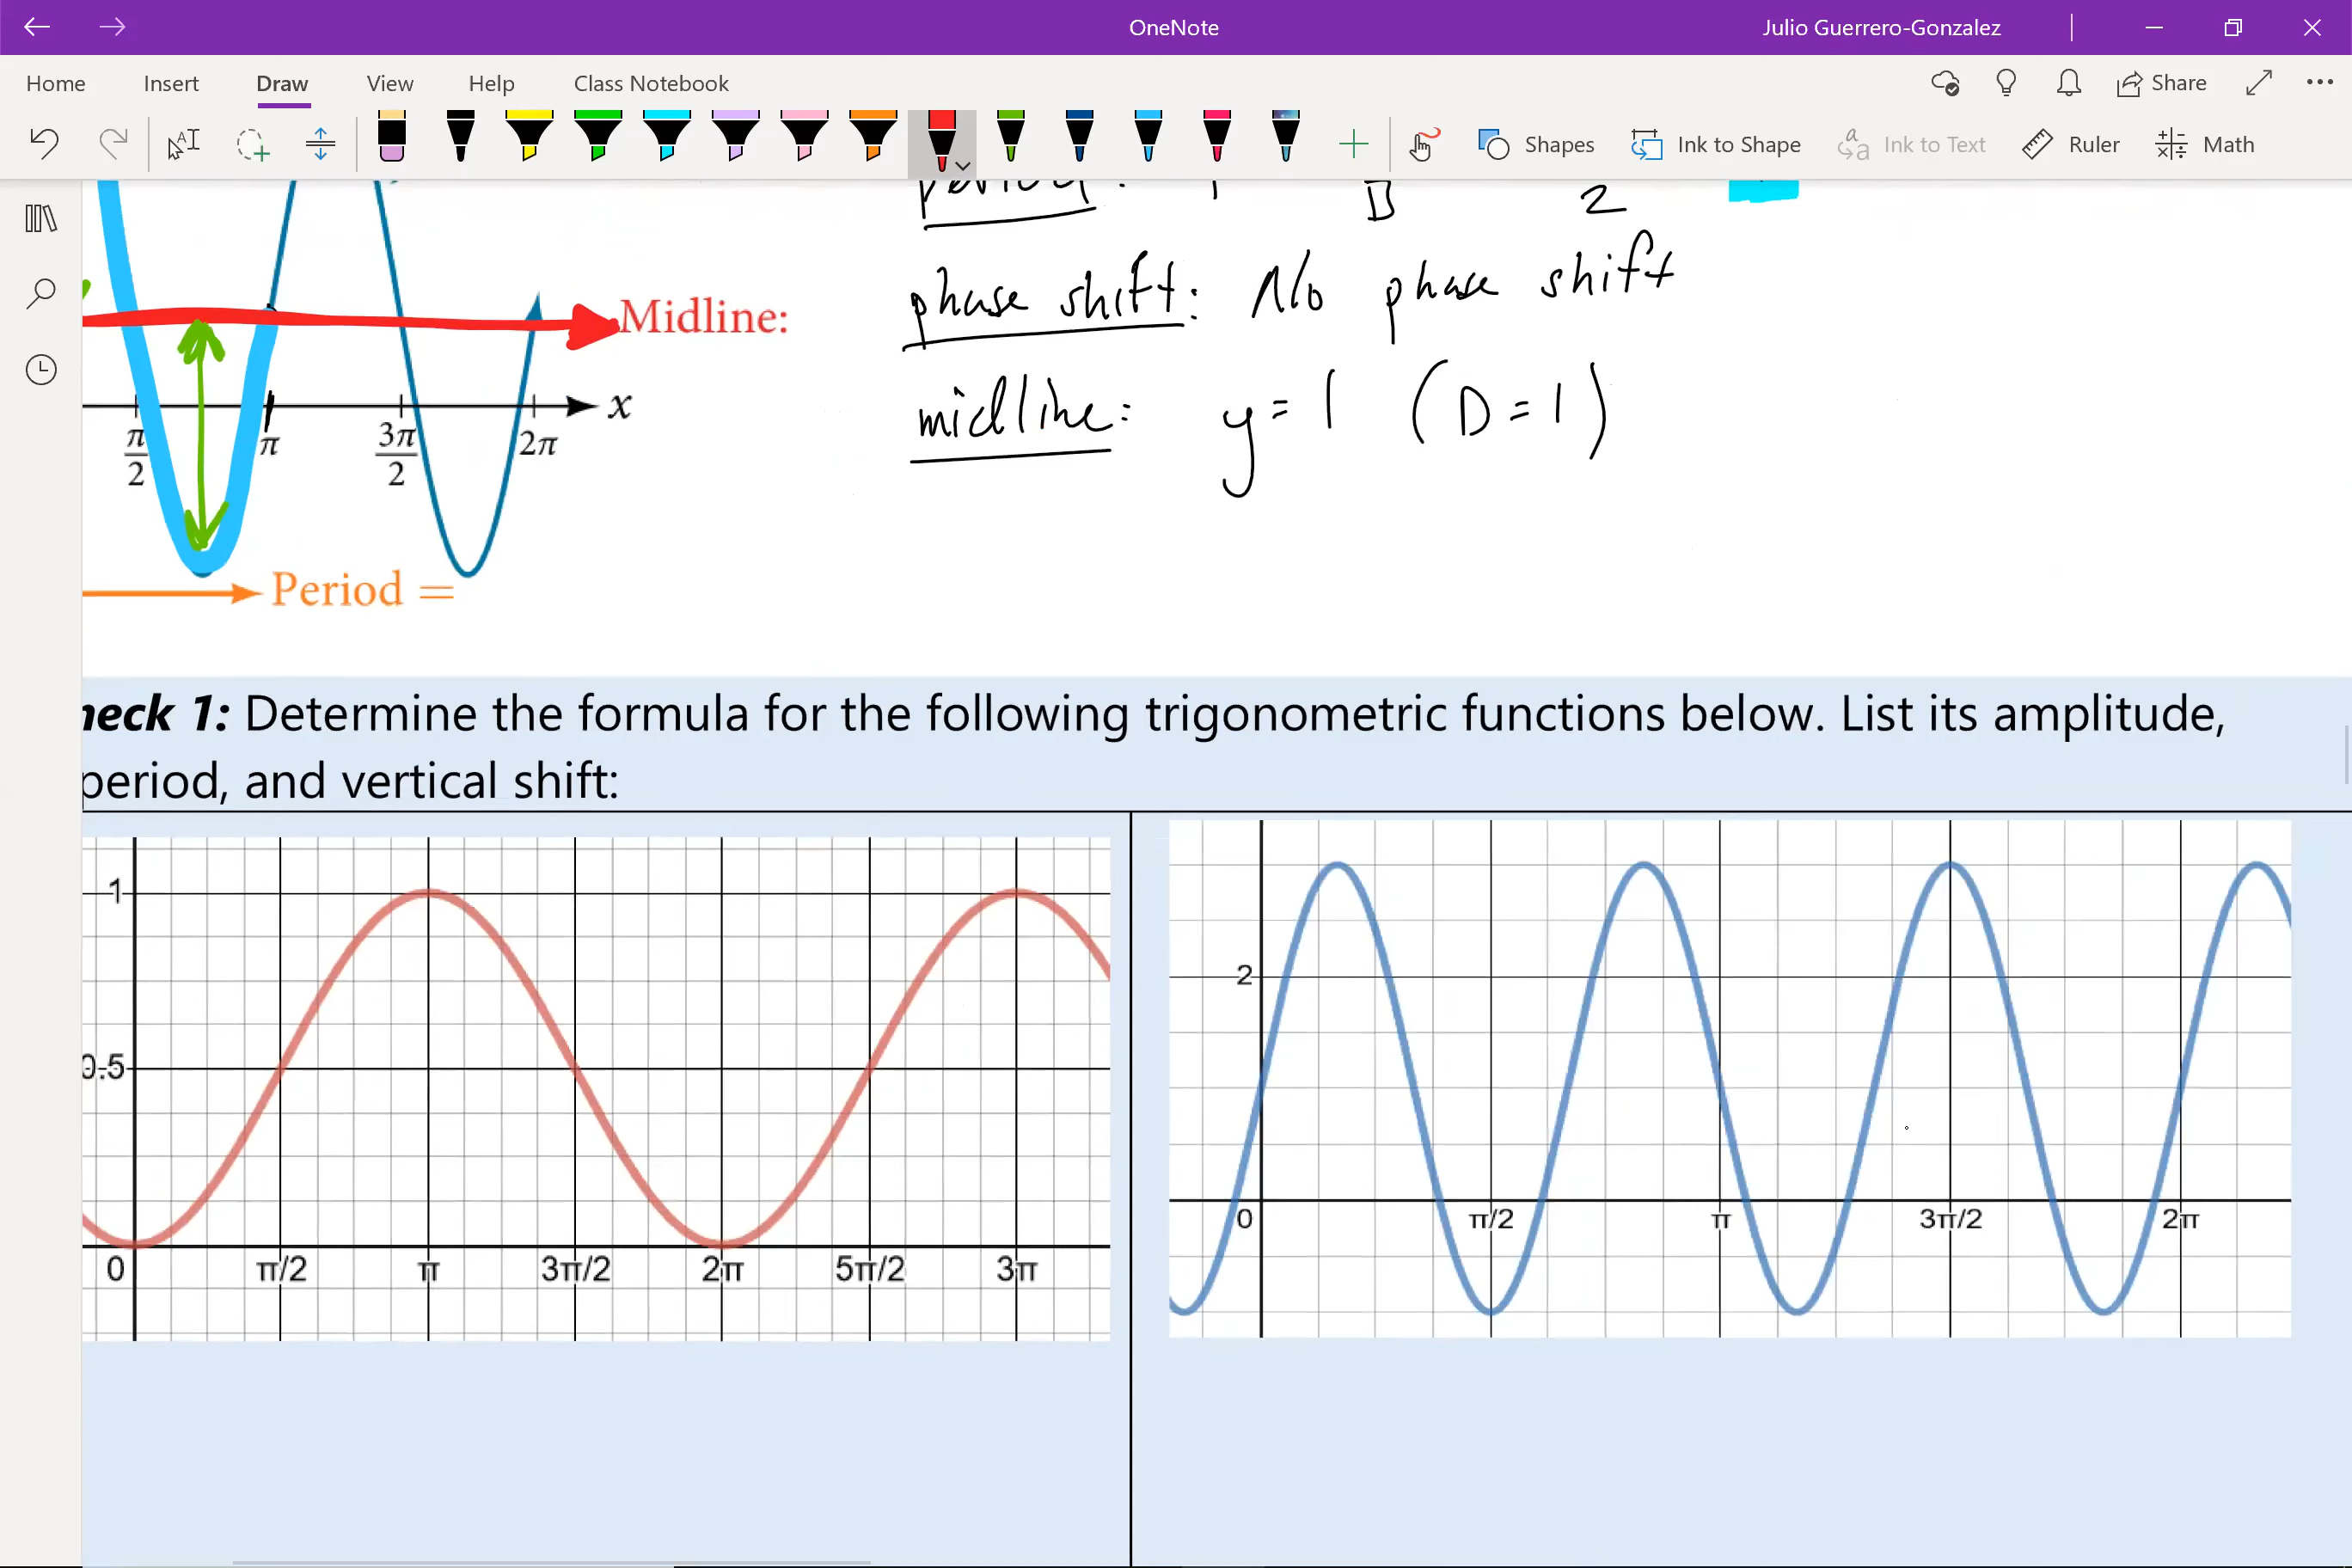 OneNote
Julio Guerrero-Gonzalez
Home Insert Draw View Help Class Notebook
Share
Shapes Ink to Shape Ink to Text Ruler Math
period: B 2
phase shift: No phase shift
Midline:
midline: y = 1 (D = 1)
x
π/2 π 3π/2 2π
Period =
heck 1: Determine the formula for the following trigonometric functions below. List its amplitude,
period, and vertical shift:
1
0.5
0 π/2 π 3π/2 2π 5π/2 3π
2
0 π/2 π 3π/2 2π